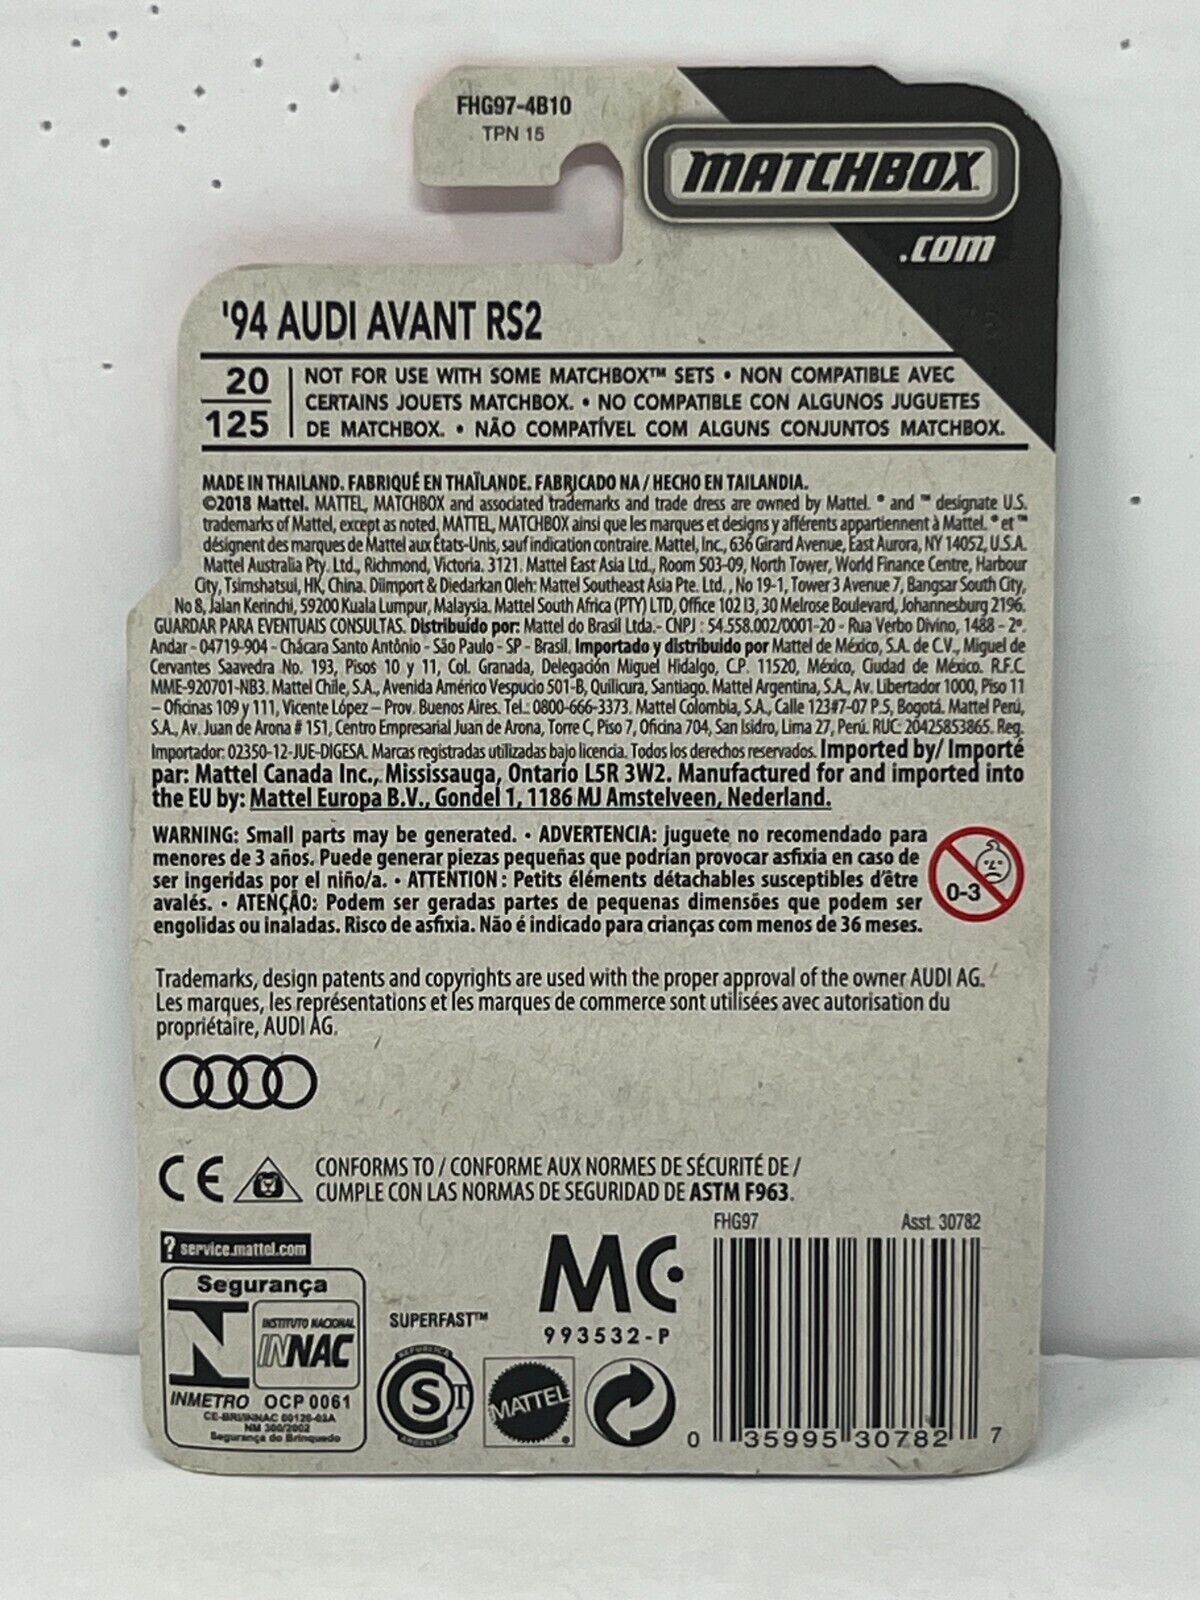 FHG97-4B10
TPN 15
MATCHBOX
.com
'94 AUDI AVANT RS2
20
125
NOT FOR USE WITH SOME MATCHBOX™ SETS • NON COMPATIBLE AVEC
CERTAINS JOUETS MATCHBOX. • NO COMPATIBLE CON ALGUNOS JUGUETES
DE MATCHBOX. • NÃO COMPATÍVEL COM ALGUNS CONJUNTOS MATCHBOX.
MADE IN THAILAND. FABRIQUÉ EN THAÏLANDE. FABRICADO NA / HECHO EN TAILANDIA.
©2018 Mattel. MATTEL, MATCHBOX and associated trademarks and trade dress are owned by Mattel. ® and ™ designate U.S.
trademarks of Mattel, except as noted. MATTEL, MATCHBOX ainsi que les marques et designs y afférents appartiennent à Mattel. ® et ™
désignent des marques de Mattel aux États-Unis, sauf indication contraire. Mattel, Inc., 636 Girard Avenue, East Aurora, NY 14052, U.S.A.
Mattel Australia Pty. Ltd., Richmond, Victoria. 3121. Mattel East Asia Ltd., Room 503-09, North Tower, World Finance Centre, Harbour
City, Tsimshatsui, HK, China. Diimport & Diedarkan Oleh: Mattel Southeast Asia Pte. Ltd., No 19-1, Tower 3 Avenue 7, Bangsar South City,
No 8, Jalan Kerinchi, 59200 Kuala Lumpur, Malaysia. Mattel South Africa (PTY) LTD, Office 102 I3, 30 Melrose Boulevard, Johannesburg 2196.
GUARDAR PARA EVENTUAIS CONSULTAS. Distribuido por: Mattel do Brasil Ltda.- CNPJ : 54.558.002/0001-20 - Rua Verbo Divino, 1488 - 2º.
Andar - 04719-904 - Chácara Santo Antônio - São Paulo - SP - Brasil. Importado y distribuido por Mattel de México, S.A. de C.V., Miguel de
Cervantes Saavedra No. 193, Pisos 10 y 11, Col. Granada, Delegación Miguel Hidalgo, C.P. 11520, México, Ciudad de México. R.F.C.
MME-920701-NB3. Mattel Chile, S.A., Avenida Américo Vespucio 501-B, Quilicura, Santiago. Mattel Argentina, S.A., Av. Libertador 1000, Piso 11
– Oficinas 109 y 111, Vicente López – Prov. Buenos Aires. Tel.: 0800-666-3373. Mattel Colombia, S.A., Calle 123#7-07 P.5, Bogotá. Mattel Perú,
S.A., Av. Juan de Arona # 151, Centro Empresarial Juan de Arona, Torre C, Piso 7, Oficina 704, San Isidro, Lima 27, Perú. RUC: 20425853865. Reg.
Importador: 02350-12-JUE-DIGESA. Marcas registradas utilizadas bajo licencia. Todos los derechos reservados. Imported by/ Importé
par: Mattel Canada Inc., Mississauga, Ontario L5R 3W2. Manufactured for and imported into
the EU by: Mattel Europa B.V., Gondel 1, 1186 MJ Amstelveen, Nederland.
WARNING: Small parts may be generated. • ADVERTENCIA: juguete no recomendado para
menores de 3 años. Puede generar piezas pequeñas que podrían provocar asfixia en caso de
ser ingeridas por el niño/a. • ATTENTION : Petits éléments détachables susceptibles d'être
avalés. • ATENÇÃO: Podem ser geradas partes de pequenas dimensões que podem ser
engolidas ou inaladas. Risco de asfixia. Não é indicado para crianças com menos de 36 meses.
0-3
Trademarks, design patents and copyrights are used with the proper approval of the owner AUDI AG.
Les marques, les représentations et les marques de commerce sont utilisées avec autorisation du
propriétaire, AUDI AG.
CE
CONFORMS TO / CONFORME AUX NORMES DE SÉCURITÉ DE /
CUMPLE CON LAS NORMAS DE SEGURIDAD DE ASTM F963.
FHG97 Asst. 30782
? service.mattel.com
Segurança
INSTITUTO NACIONAL
INNAC
INMETRO OCP 0061
CE-BRI/INNAC 00126-03A
NM 300/2002
Segurança do Brinquedo
SUPERFAST™
MC
993532-P
REPUBLICA
S T
ARGENTINA
MATTEL
0 35995 30782 7